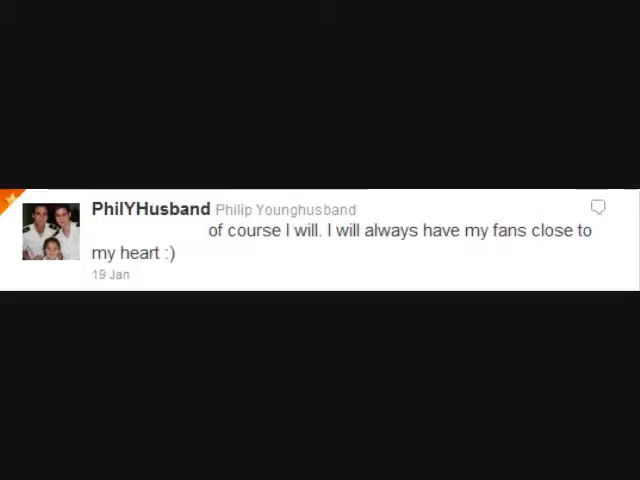 PhilYHusband Philip Younghusband
of course I will. I will always have my fans close to
my heart :)
19 Jan